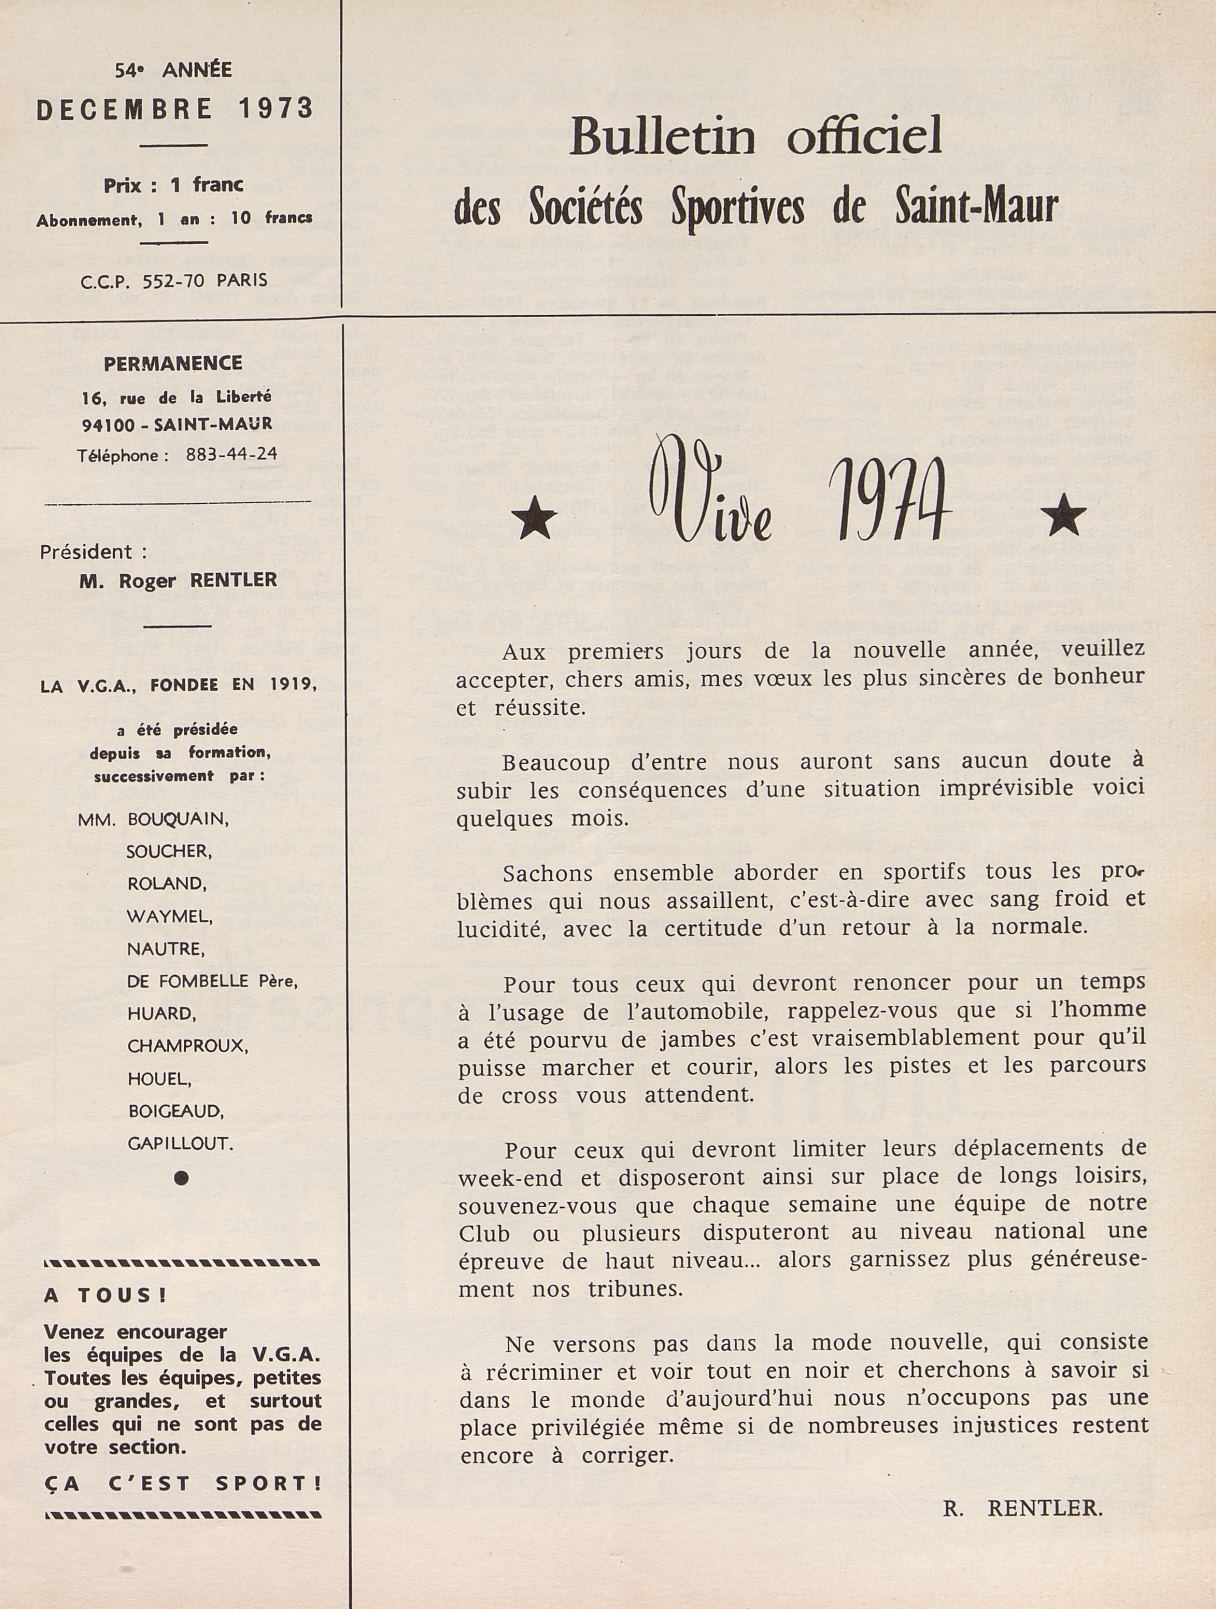 54e ANNÉE
DECEMBRE 1973
Prix : 1 franc
Abonnement, 1 an : 10 francs
C.C.P. 552-70 PARIS
Bulletin officiel
des Sociétés Sportives de Saint-Maur
PERMANENCE
16, rue de la Liberté
94100 - SAINT-MAUR
Téléphone : 883-44-24
Président :
M. Roger RENTLER
LA V.G.A., FONDEE EN 1919,
a été présidée
depuis sa formation,
successivement par :
MM. BOUQUAIN,
SOUCHER,
ROLAND,
WAYMEL,
NAUTRE,
DE FOMBELLE Père,
HUARD,
CHAMPROUX,
HOUEL,
BOIGEAUD,
GAPILLOUT.
A TOUS !
Venez encourager
les équipes de la V.G.A.
Toutes les équipes, petites
ou grandes, et surtout
celles qui ne sont pas de
votre section.
ÇA C'EST SPORT !
★ Vive 1974 ★
Aux premiers jours de la nouvelle année, veuillez
accepter, chers amis, mes vœux les plus sincères de bonheur
et réussite.
Beaucoup d'entre nous auront sans aucun doute à
subir les conséquences d'une situation imprévisible voici
quelques mois.
Sachons ensemble aborder en sportifs tous les pro-
blèmes qui nous assaillent, c'est-à-dire avec sang froid et
lucidité, avec la certitude d'un retour à la normale.
Pour tous ceux qui devront renoncer pour un temps
à l'usage de l'automobile, rappelez-vous que si l'homme
a été pourvu de jambes c'est vraisemblablement pour qu'il
puisse marcher et courir, alors les pistes et les parcours
de cross vous attendent.
Pour ceux qui devront limiter leurs déplacements de
week-end et disposeront ainsi sur place de longs loisirs,
souvenez-vous que chaque semaine une équipe de notre
Club ou plusieurs disputeront au niveau national une
épreuve de haut niveau... alors garnissez plus généreuse-
ment nos tribunes.
Ne versons pas dans la mode nouvelle, qui consiste
à récriminer et voir tout en noir et cherchons à savoir si
dans le monde d'aujourd'hui nous n'occupons pas une
place privilégiée même si de nombreuses injustices restent
encore à corriger.
R. RENTLER.